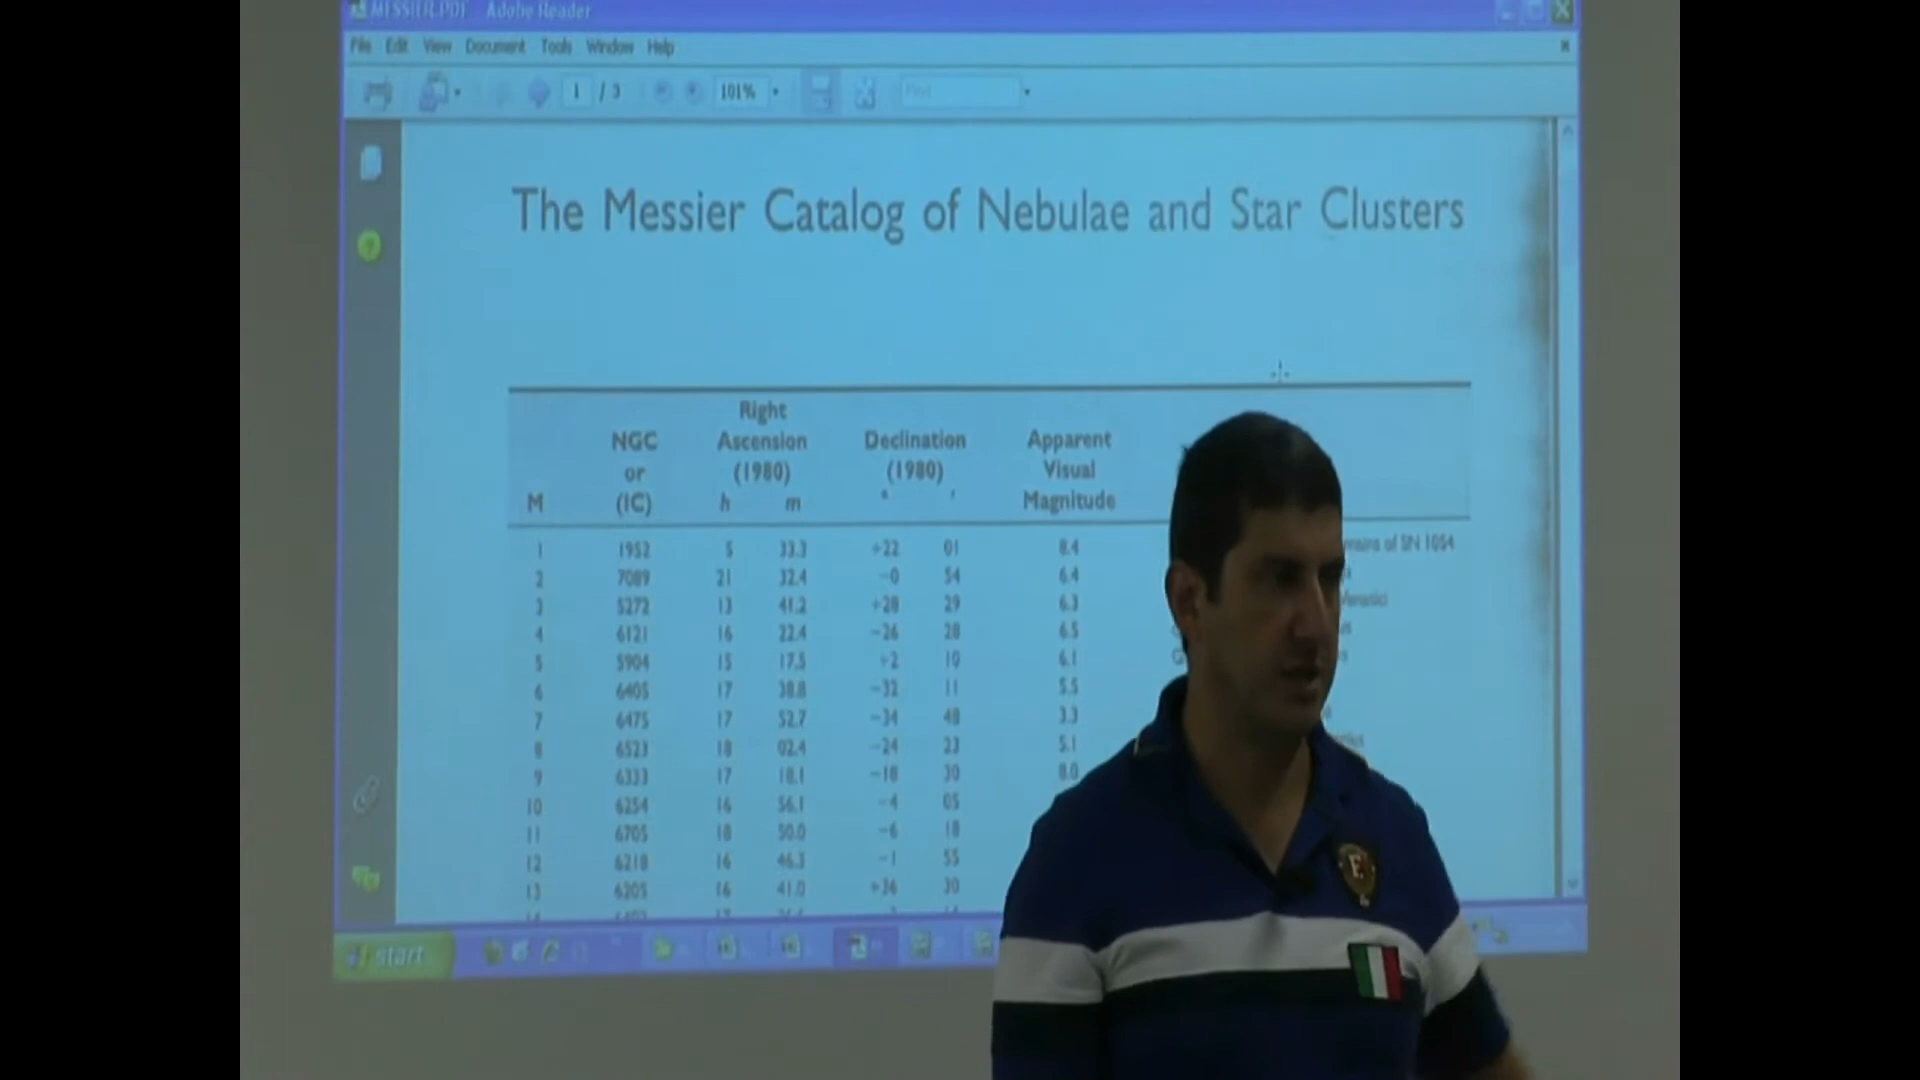 MESSIER.PDF - Adobe Reader
File Edit View Document Tools Window Help
1 / 3 101% Find
The Messier Catalog of Nebulae and Star Clusters
Right
NGC Ascension Declination Apparent
or (1980) (1980) Visual
M (IC) h m ° ′ Magnitude
1 1952 5 33.3 +22 01 8.4 mains of SN 1054
2 7089 21 32.4 −0 54 6.4
3 5272 13 41.2 +28 29 6.3
4 6121 16 22.4 −26 28 6.5
5 5904 15 17.5 +2 10 6.1
6 6405 17 38.8 −32 11 5.5
7 6475 17 52.7 −34 48 3.3
8 6523 18 02.4 −24 23 5.1
9 6333 17 18.1 −18 30 8.0
10 6254 16 56.1 −4 05
11 6705 18 50.0 −6 18
12 6218 16 46.3 −1 55
13 6205 16 41.0 +36 30
start